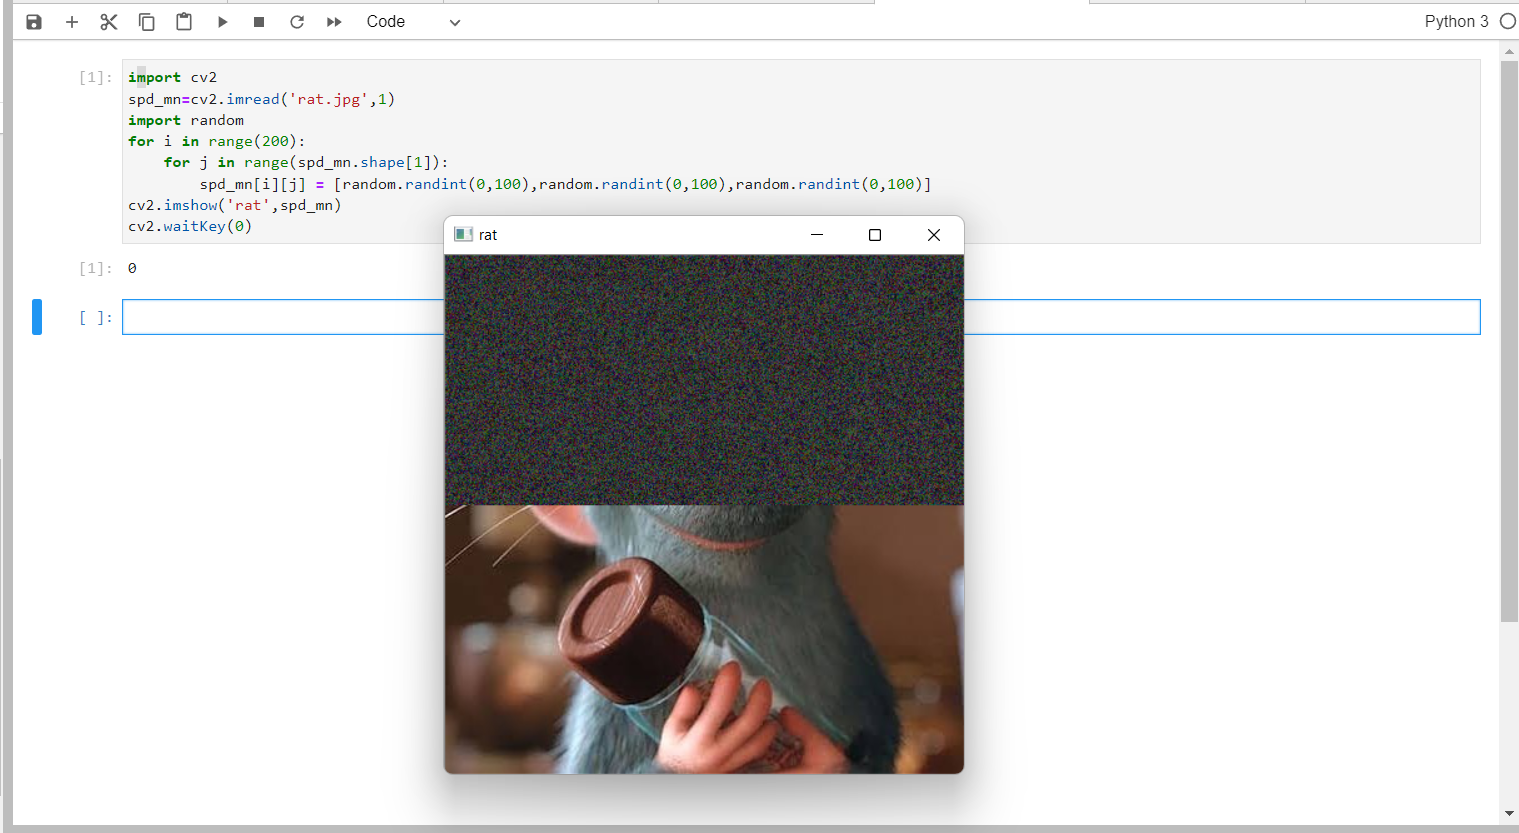 Code
Python 3
[1]:
import cv2
spd_mn=cv2.imread('rat.jpg',1)
import random
for i in range(200):
    for j in range(spd_mn.shape[1]):
        spd_mn[i][j] = [random.randint(0,100),random.randint(0,100),random.randint(0,100)]
cv2.imshow('rat',spd_mn)
cv2.waitKey(0)
rat
[1]: 0
[ ]: